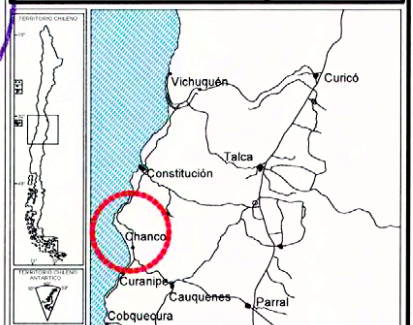 TERRITORIO CHILENO
Vichuquén
Curicó
Talca
Constitución
Chanco
Curanipe
Cauquenes
Parral
Cobquecura
TERRITORIO CHILENO
ANTARTICO